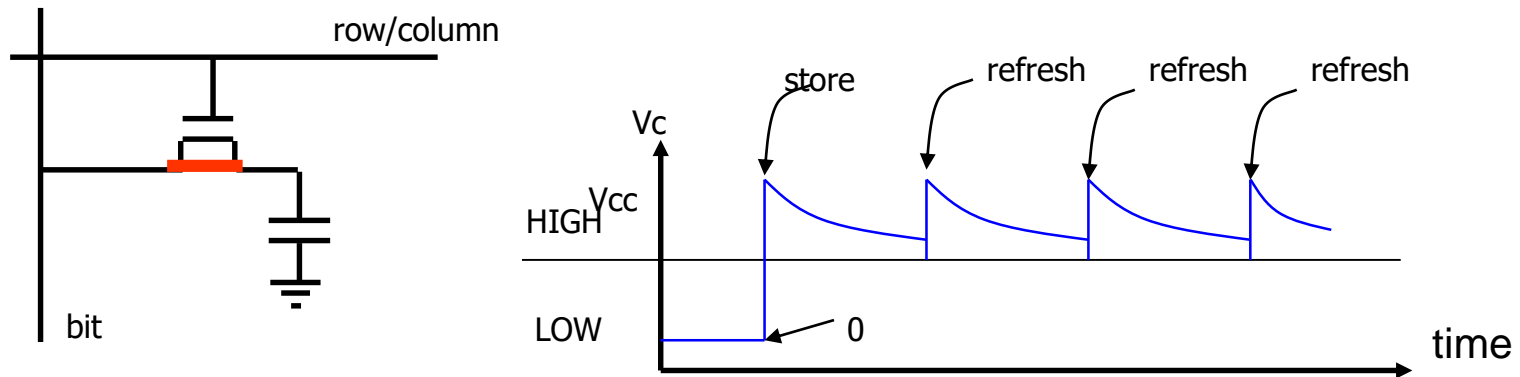 row/column
bit
store
refresh
refresh
refresh
Vc
Vcc
HIGH
LOW
0
time